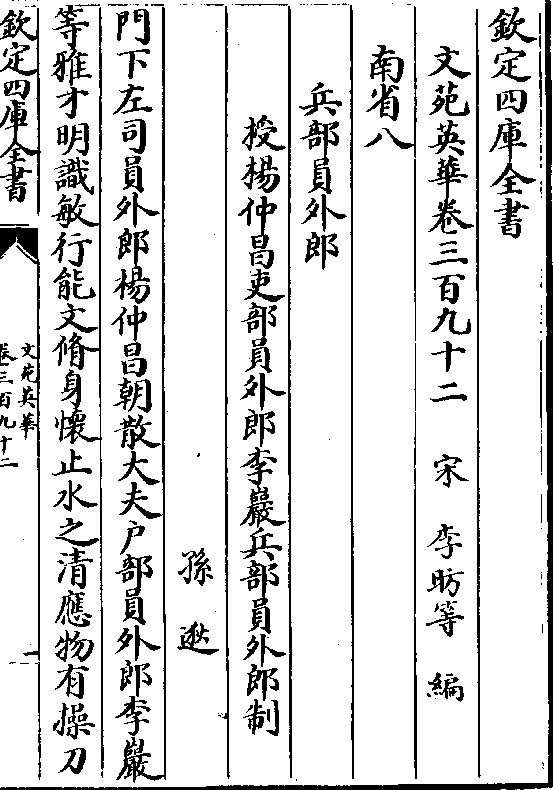 欽定四庫全書
文苑英華卷三百九十二 宋 李昉等 編
南省八
兵部員外郎
授楊仲昌吏部員外郎李巖兵部員外郎制
孫逖
門下左司員外郎楊仲昌朝散大夫户部員外郎李巖
等雅才明識敏行能文脩身懷止水之清應物有操刀
欽定四庫全書
文苑英華
卷三百九十二
一